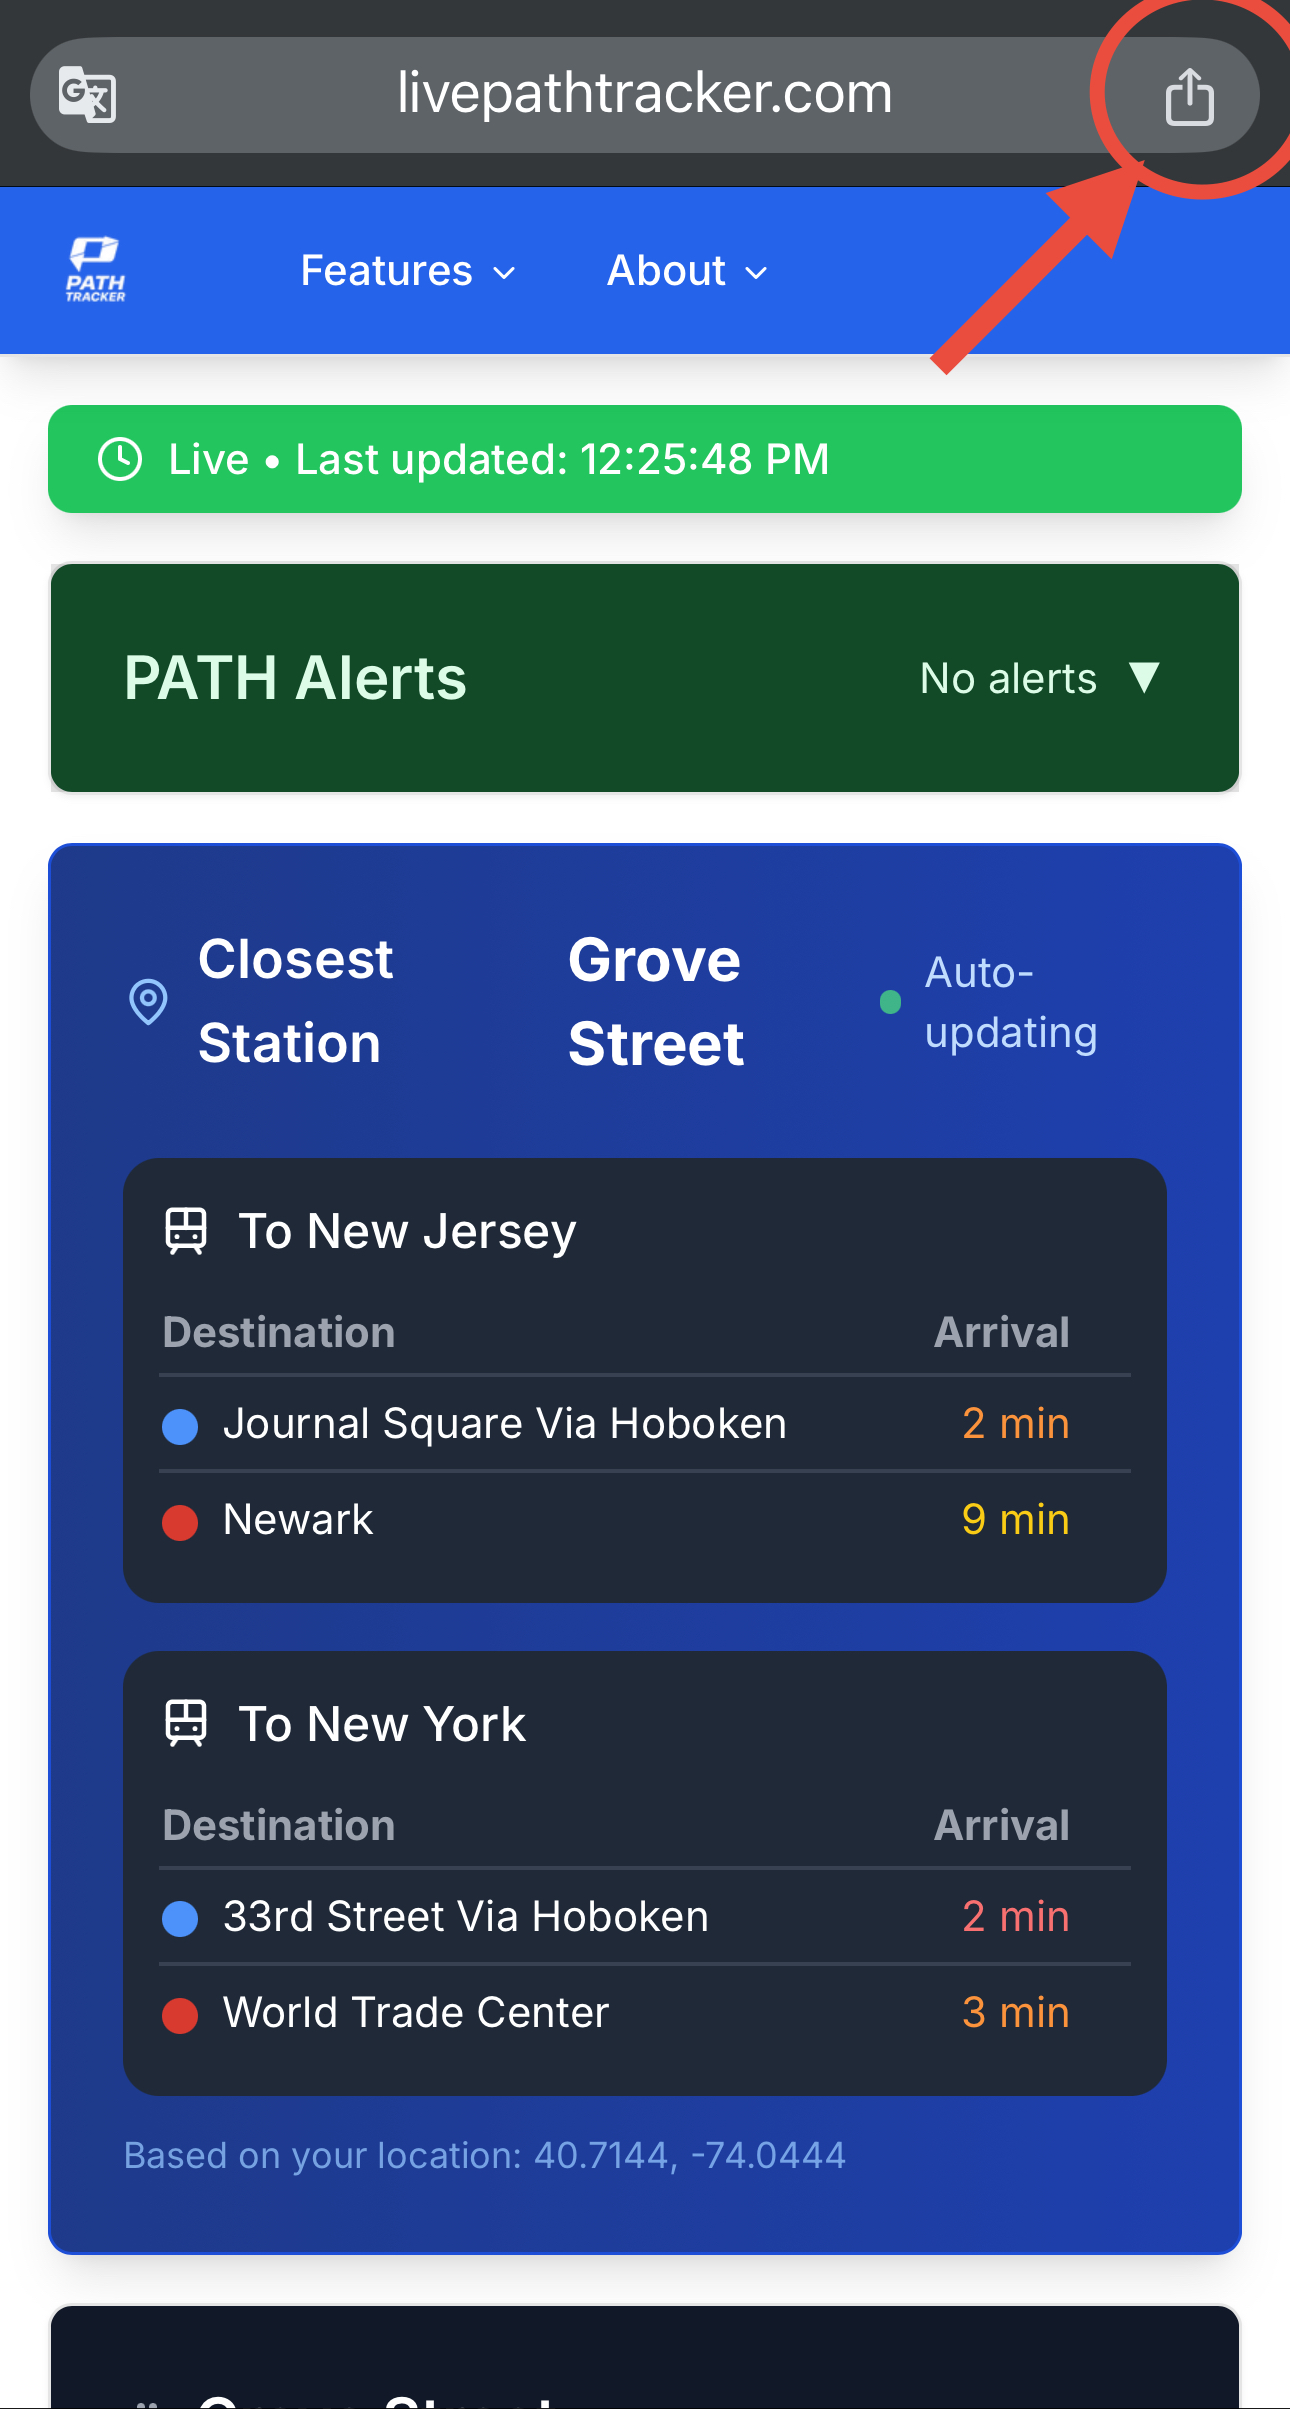 livepathtracker.com
PATH
TRACKER
Features
About
Live • Last updated: 12:25:48 PM
PATH Alerts
No alerts ▼
Closest
Station
Grove
Street
Auto-
updating
To New Jersey
Destination Arrival
Journal Square Via Hoboken 2 min
Newark 9 min
To New York
Destination Arrival
33rd Street Via Hoboken 2 min
World Trade Center 3 min
Based on your location: 40.7144, -74.0444